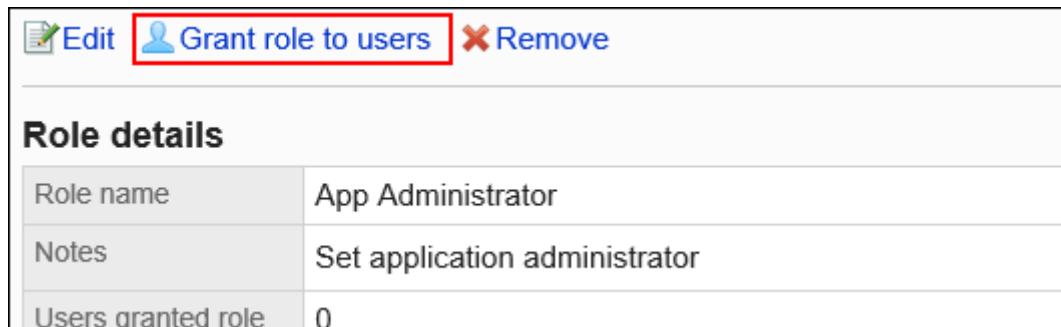 Edit Grant role to users Remove
Role details
Role name App Administrator
Notes Set application administrator
Users granted role 0